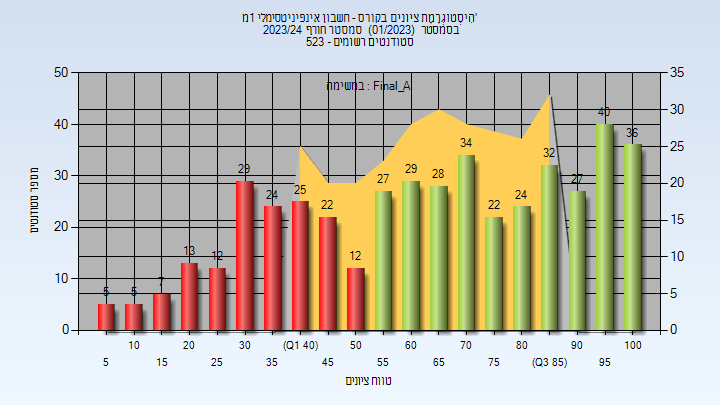 היסטוגרמת ציונים בקורס - חשבון אינפיניטסימלי 1מ'
בסמסטר (01/2023) סמסטר חורף 2023/24
סטודנטים רשומים - 523
במשימה : Final_A
מספר סטודנטים
50 40 30 20 10 0
35 30 25 20 15 10 5 0
5 5 7 13 12 29 24 25 22 12 27 29 28 34 22 24 32 27 40 36
10 20 30 (Q1 40) 50 60 70 80 90 100
5 15 25 35 45 55 65 75 (Q3 85) 95
טווח ציונים